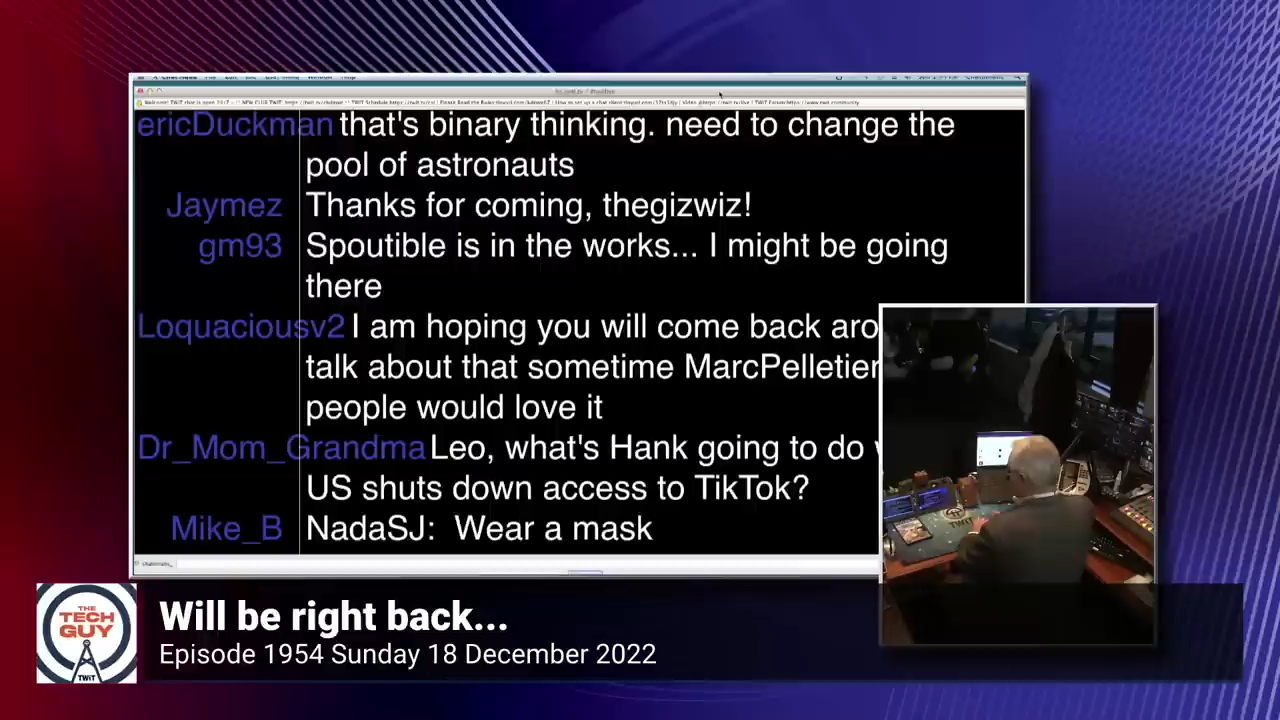 ericDuckman that's binary thinking. need to change the
pool of astronauts
Jaymez Thanks for coming, thegizwiz!
gm93 Spoutible is in the works... I might be going
there
Loquaciousv2 I am hoping you will come back aro
talk about that sometime MarcPelletier
people would love it
Dr_Mom_Grandma Leo, what's Hank going to do
US shuts down access to TikTok?
Mike_B NadaSJ: Wear a mask
THE
TECH
GUY
TWiT
Will be right back...
Episode 1954 Sunday 18 December 2022